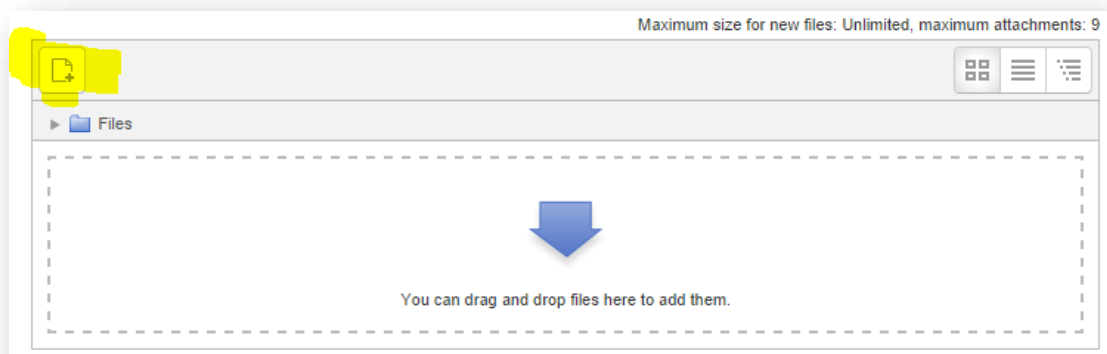 Maximum size for new files: Unlimited, maximum attachments: 9
Files
You can drag and drop files here to add them.